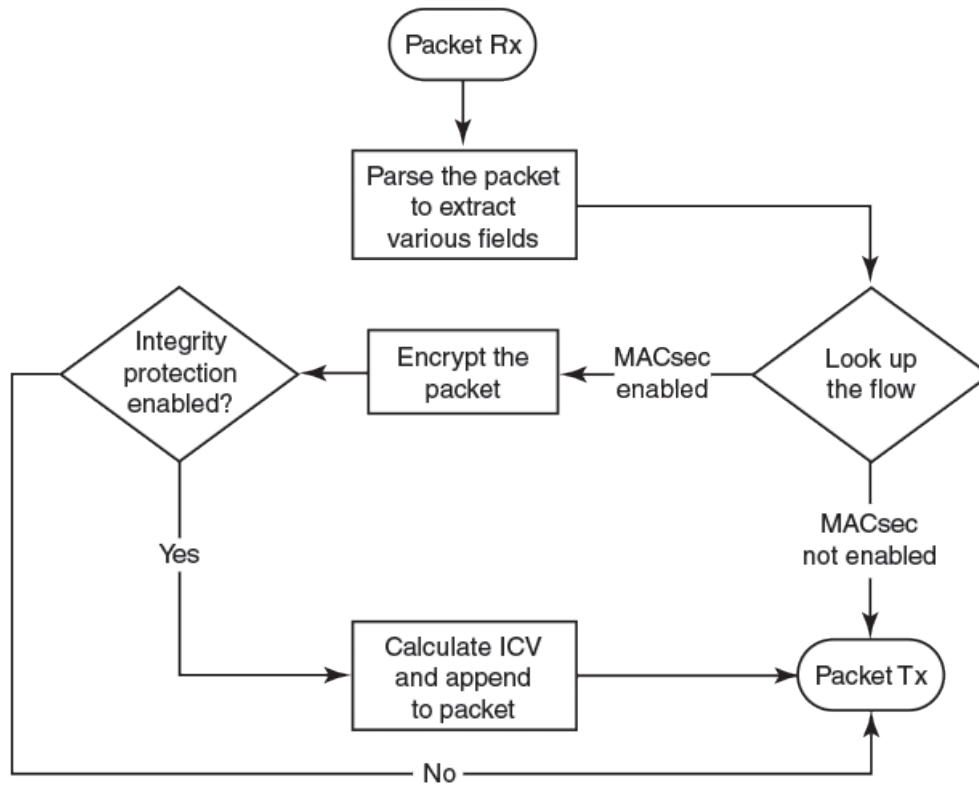 Packet Rx
Parse the packet
to extract
various fields
Look up
the flow
MACsec
enabled
Encrypt the
packet
Integrity
protection
enabled?
MACsec
not enabled
Yes
Calculate ICV
and append
to packet
Packet Tx
No